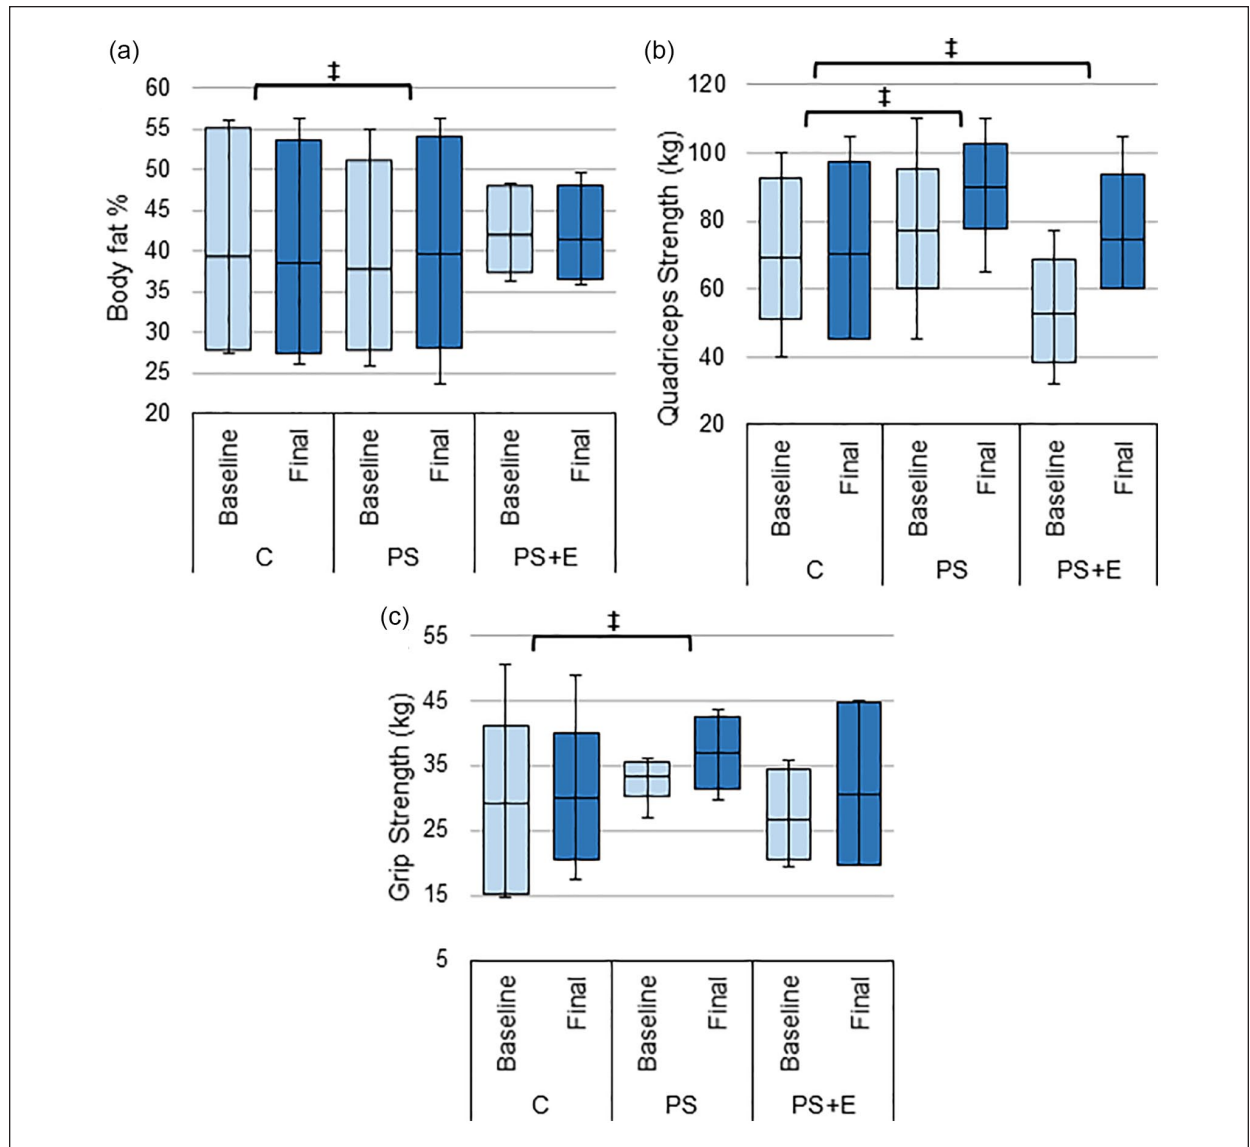 (a)
‡
60
55
50
45
40
35
30
25
20
Body fat %
Baseline Final Baseline Final Baseline Final
C PS PS+E
(b)
‡
‡
120
100
80
60
40
20
Quadriceps Strength (kg)
Baseline Final Baseline Final Baseline Final
C PS PS+E
(c)
‡
55
45
35
25
15
5
Grip Strength (kg)
Baseline Final Baseline Final Baseline Final
C PS PS+E